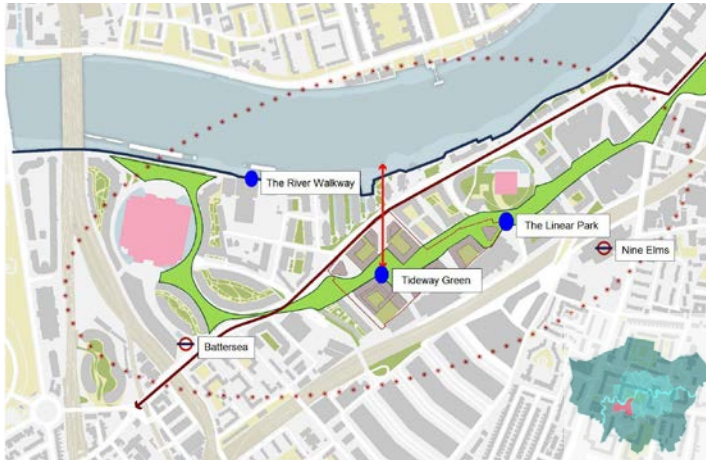 The River Walkway
The Linear Park
Nine Elms
Tideway Green
Battersea